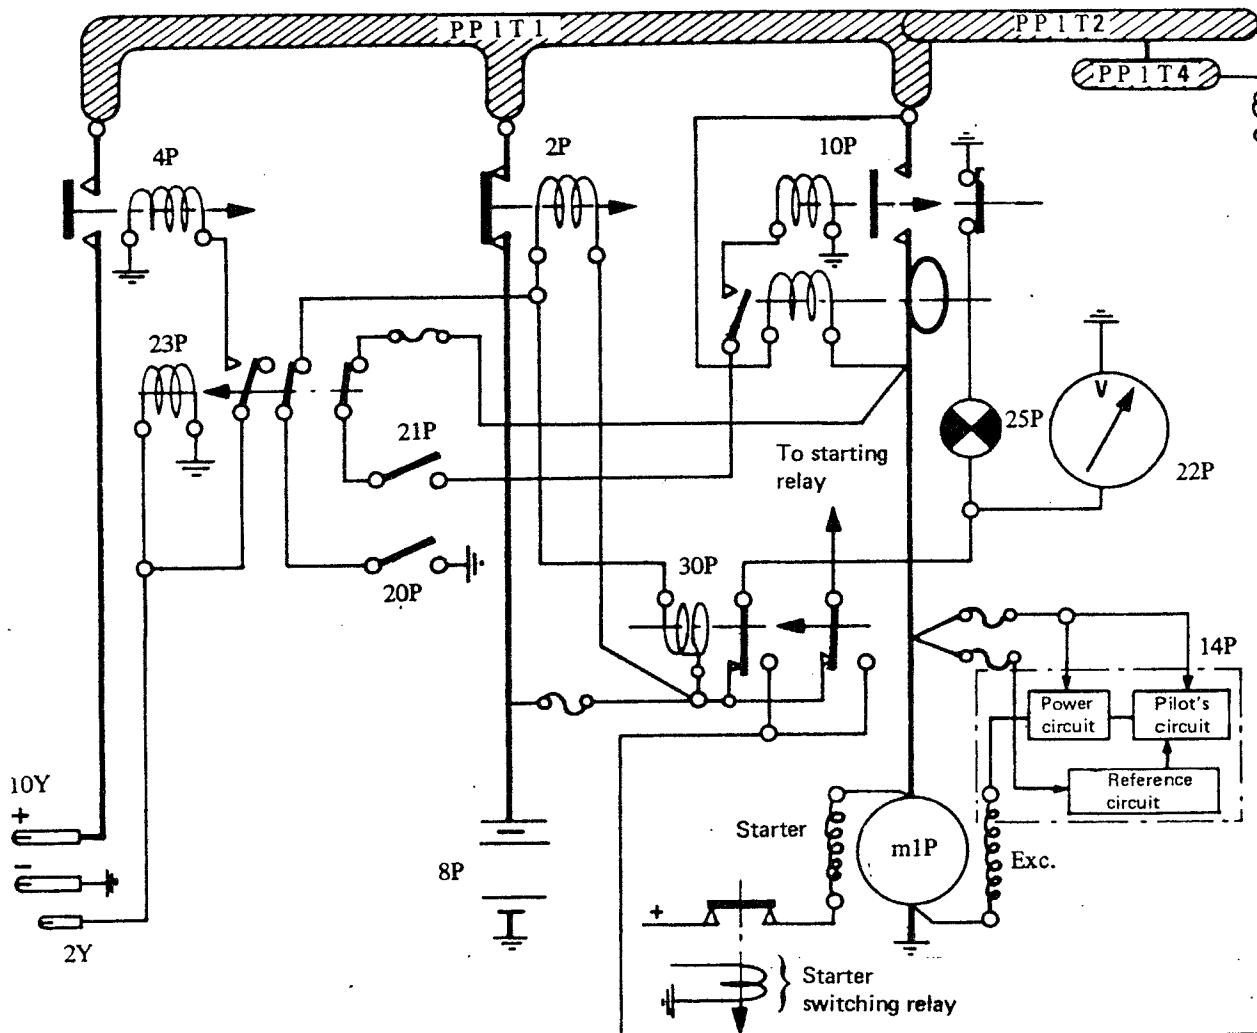 PP1T1
PP1T2
PP1T4
4P
2P
10P
23P
21P
25P
To starting
relay
22P
20P
30P
14P
Power
circuit
Pilot's
circuit
10Y
+
Reference
circuit
Starter
m1P
Exc.
8P
−
+
2Y
Starter
switching relay
V